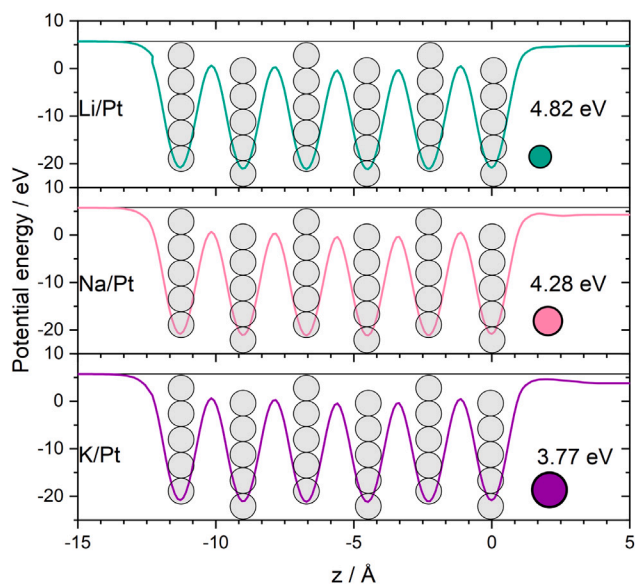 10
0
-10
-20
Li/Pt
4.82 eV
10
0
-10
-20
Na/Pt
4.28 eV
10
0
-10
-20
K/Pt
3.77 eV
Potential energy / eV
-15
-10
-5
0
5
z / Å